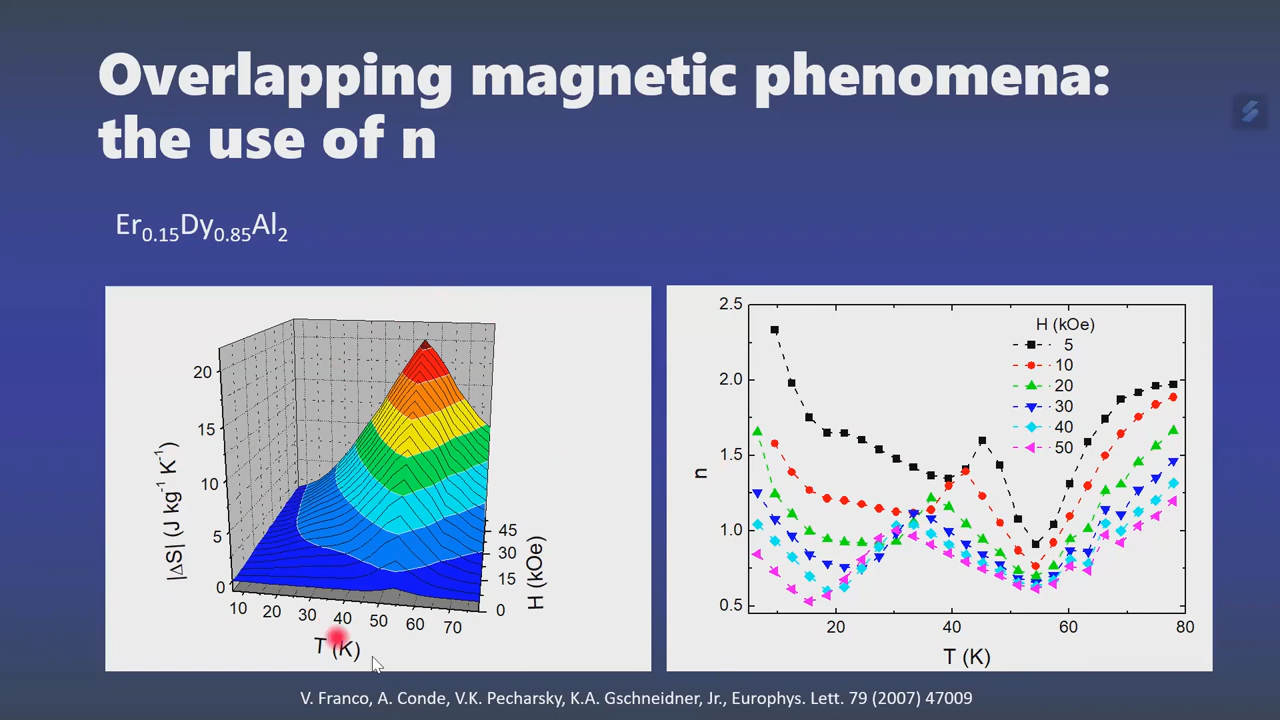 Overlapping magnetic phenomena:
the use of n
Er0.15Dy0.85Al2
|ΔS| (J kg⁻¹ K⁻¹)
20
15
10
5
0
10 20 30 40 50 60 70
T (K)
45
30
15
0
H (kOe)
n
2.5
2.0
1.5
1.0
0.5
H (kOe)
5
10
20
30
40
50
20 40 60 80
T (K)
V. Franco, A. Conde, V.K. Pecharsky, K.A. Gschneidner, Jr., Europhys. Lett. 79 (2007) 47009